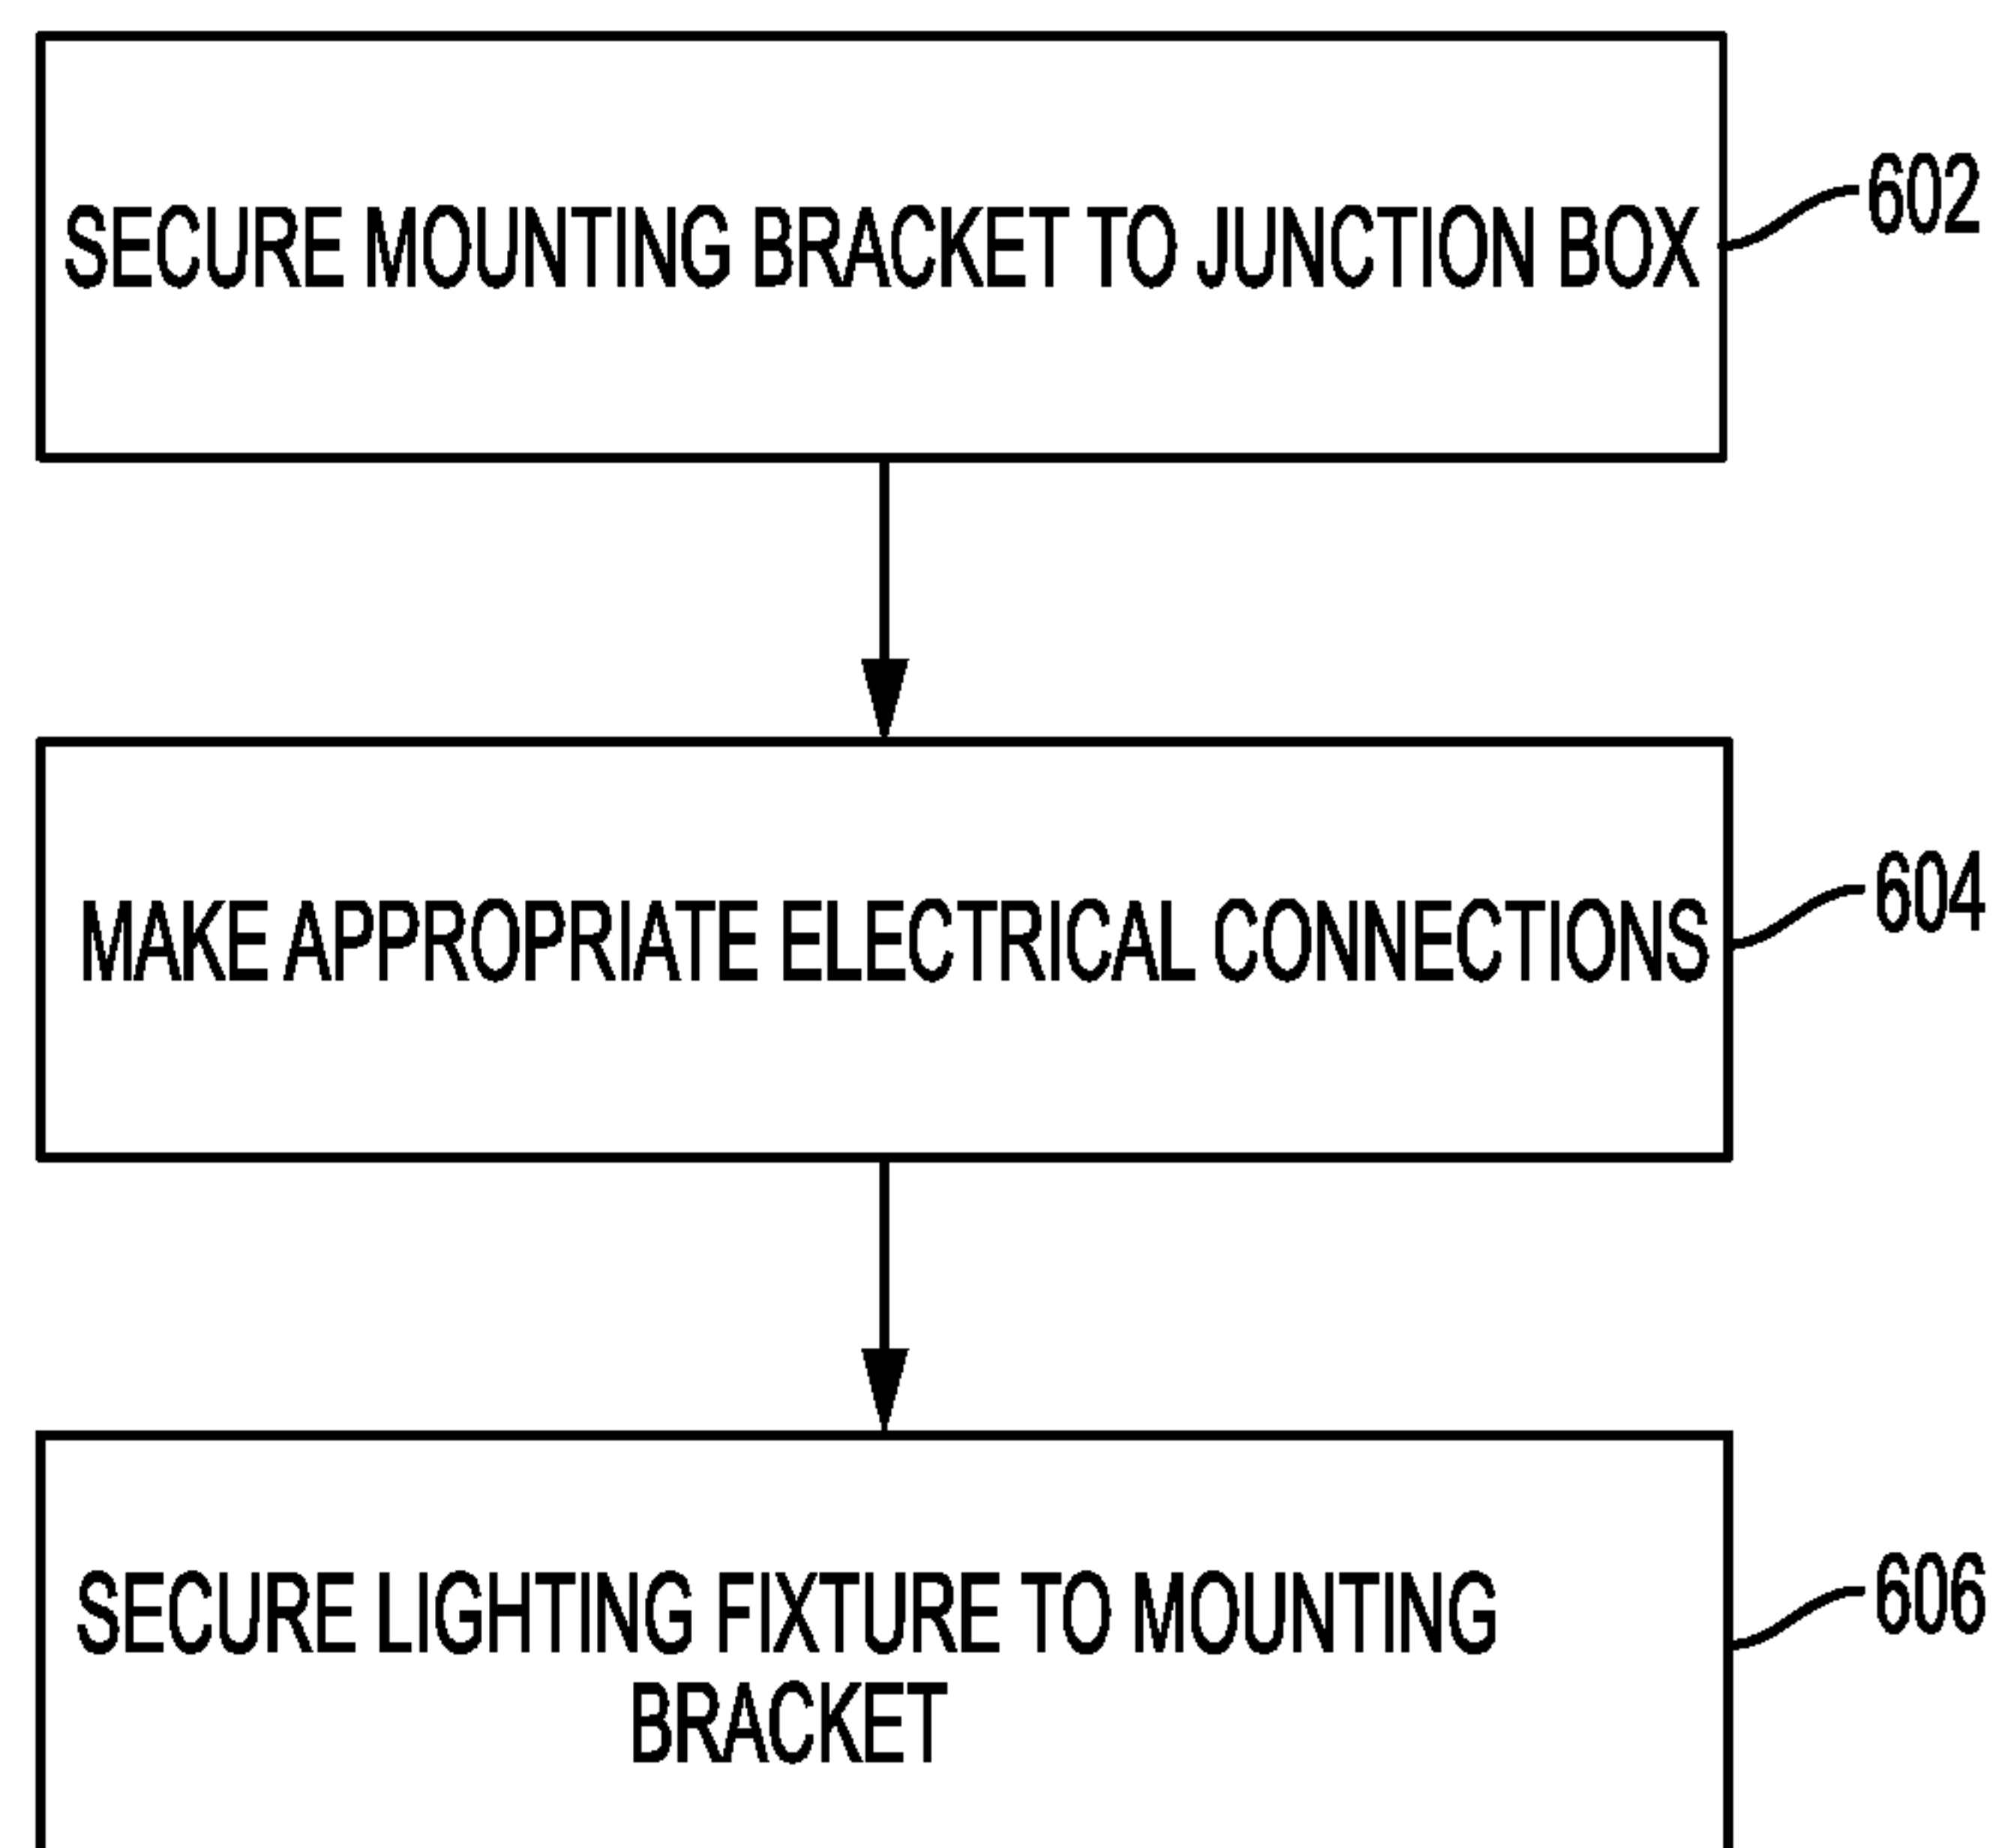 SECURE MOUNTING BRACKET TO JUNCTION BOX
602
MAKE APPROPRIATE ELECTRICAL CONNECTIONS
604
SECURE LIGHTING FIXTURE TO MOUNTING
BRACKET
606